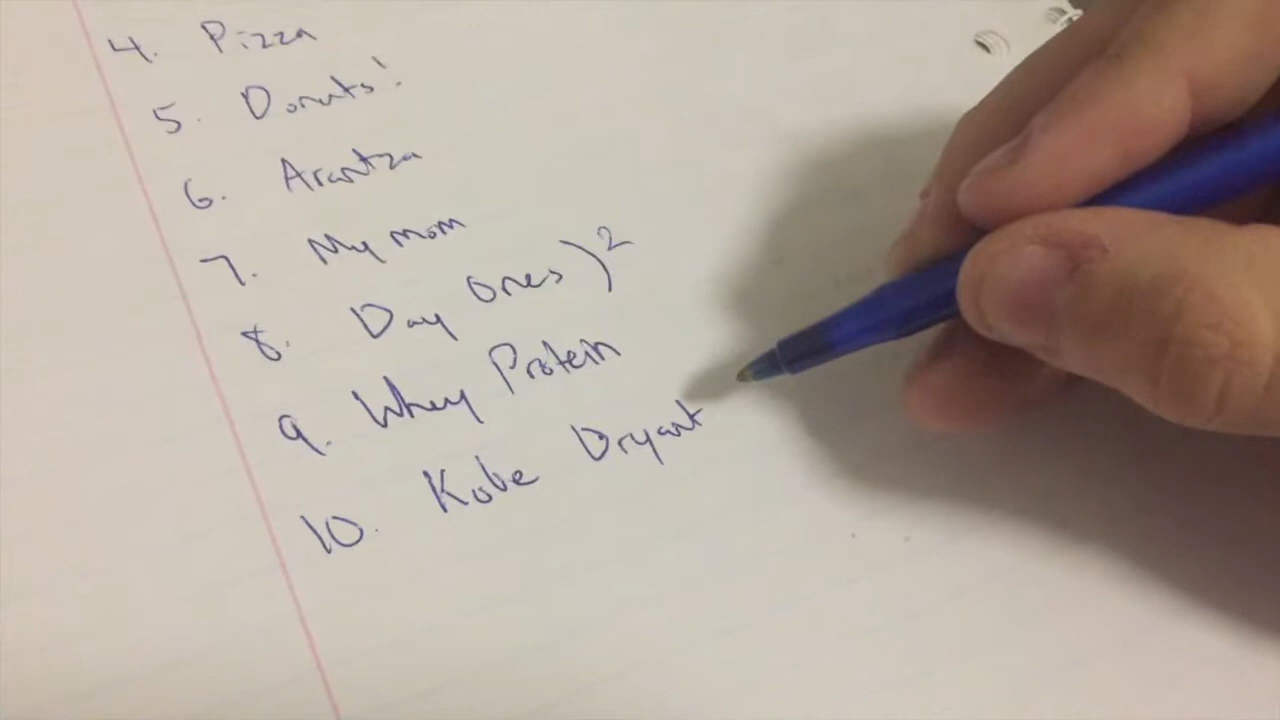 4. Pizza
5. Donuts!
6. Arantza
7. My mom
8. Day Ones)²
9. Whey Protein
10. Kobe Bryant